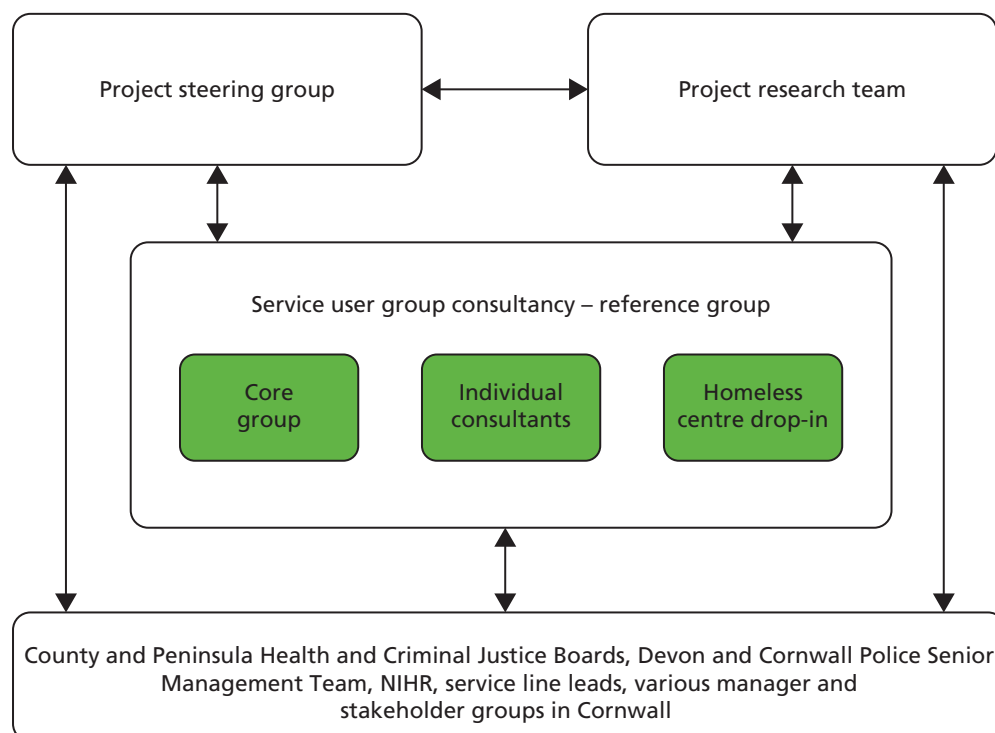 Project steering group
Project research team
Service user group consultancy – reference group
Core
group
Individual
consultants
Homeless
centre drop-in
County and Peninsula Health and Criminal Justice Boards, Devon and Cornwall Police Senior
Management Team, NIHR, service line leads, various manager and
stakeholder groups in Cornwall